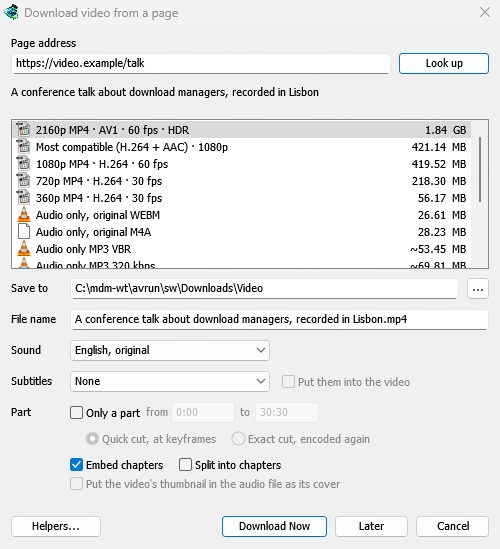 Download video from a page
Page address
https://video.example/talk
Look up
A conference talk about download managers, recorded in Lisbon
2160p MP4 · AV1 · 60 fps · HDR 1.84 GB
Most compatible (H.264 + AAC) · 1080p 421.14 MB
1080p MP4 · H.264 · 60 fps 419.52 MB
720p MP4 · H.264 · 30 fps 218.30 MB
360p MP4 · H.264 · 30 fps 56.17 MB
Audio only, original WEBM 26.61 MB
Audio only, original M4A 28.23 MB
Audio only MP3 VBR ~53.45 MB
Audio only MP3 320 kbps ~69.81 MB
Save to C:\mdm-wt\avrun\sw\Downloads\Video ...
File name A conference talk about download managers, recorded in Lisbon.mp4
Sound English, original
Subtitles None Put them into the video
Part Only a part from 0:00 to 30:30
Quick cut, at keyframes Exact cut, encoded again
Embed chapters Split into chapters
Put the video's thumbnail in the audio file as its cover
Helpers... Download Now Later Cancel